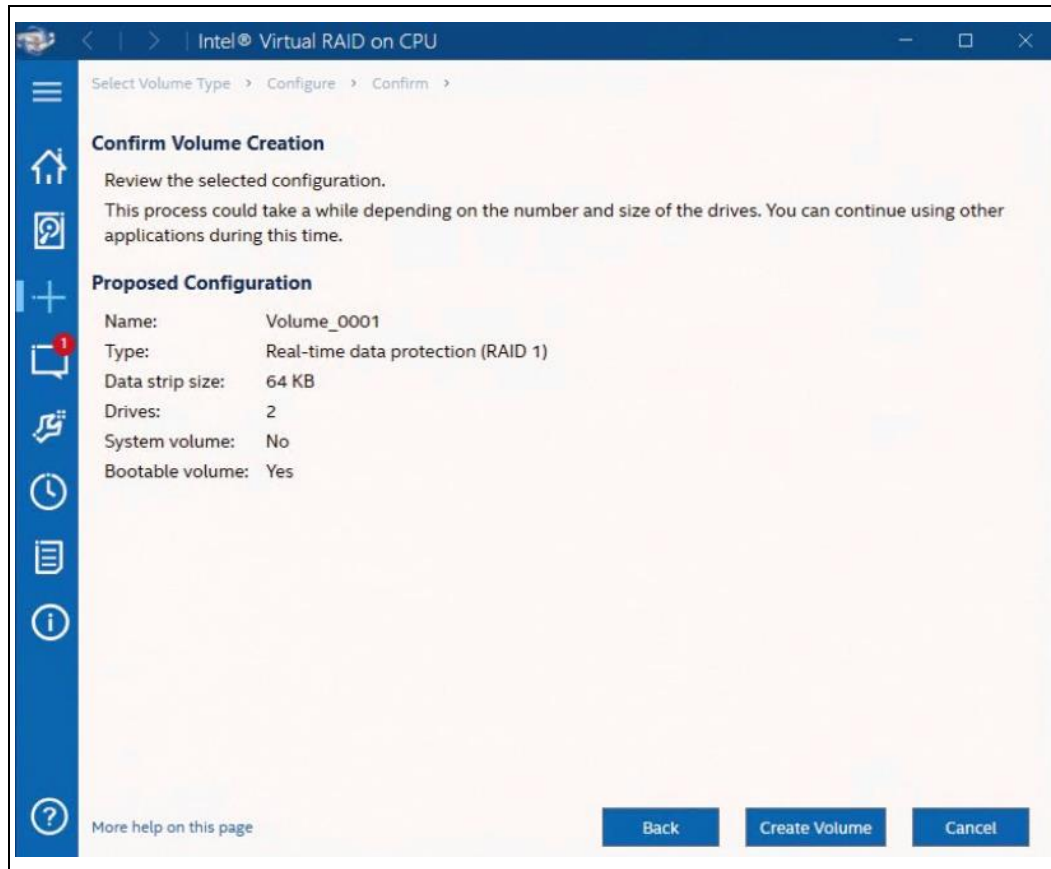 Intel® Virtual RAID on CPU
Select Volume Type > Configure > Confirm >
Confirm Volume Creation
Review the selected configuration.
This process could take a while depending on the number and size of the drives. You can continue using other
applications during this time.
Proposed Configuration
Name: Volume_0001
Type: Real-time data protection (RAID 1)
Data strip size: 64 KB
Drives: 2
System volume: No
Bootable volume: Yes
1
More help on this page
Back Create Volume Cancel